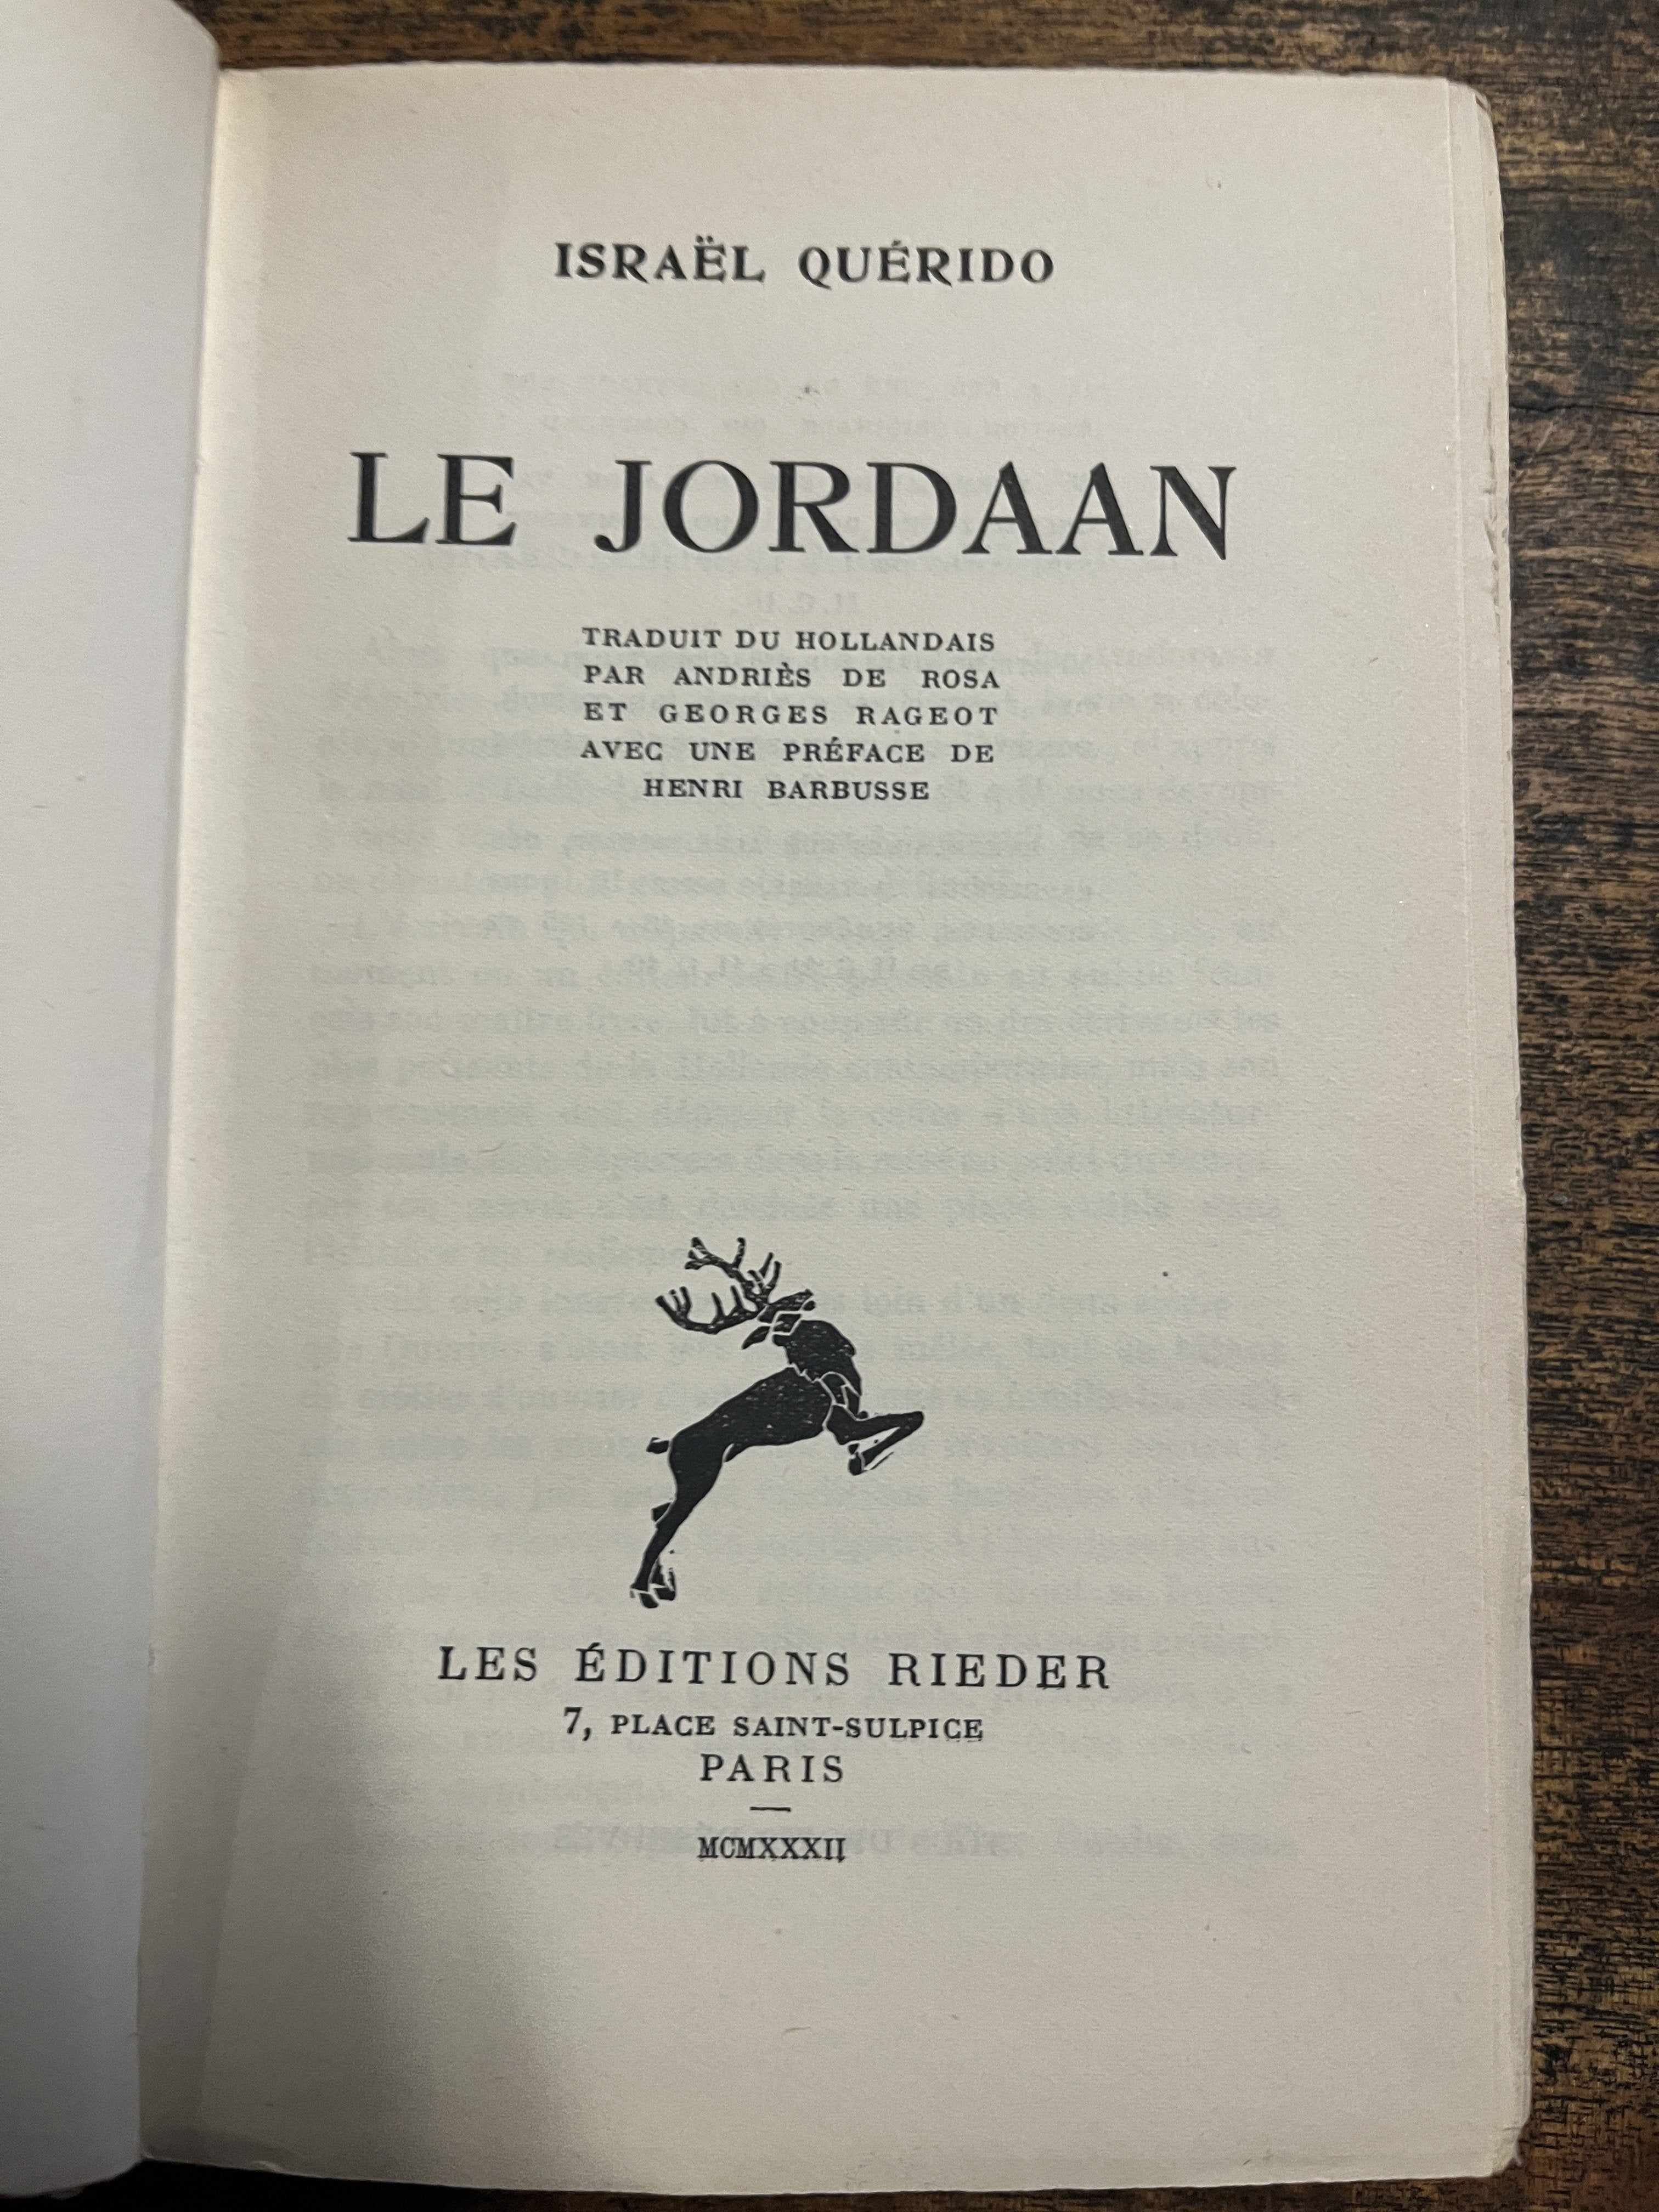 ISRAËL QUÉRIDO
LE JORDAAN
TRADUIT DU HOLLANDAIS
PAR ANDRIÈS DE ROSA
ET GEORGES RAGEOT
AVEC UNE PRÉFACE DE
HENRI BARBUSSE
LES ÉDITIONS RIEDER
7, PLACE SAINT-SULPICE
PARIS
MCMXXXII